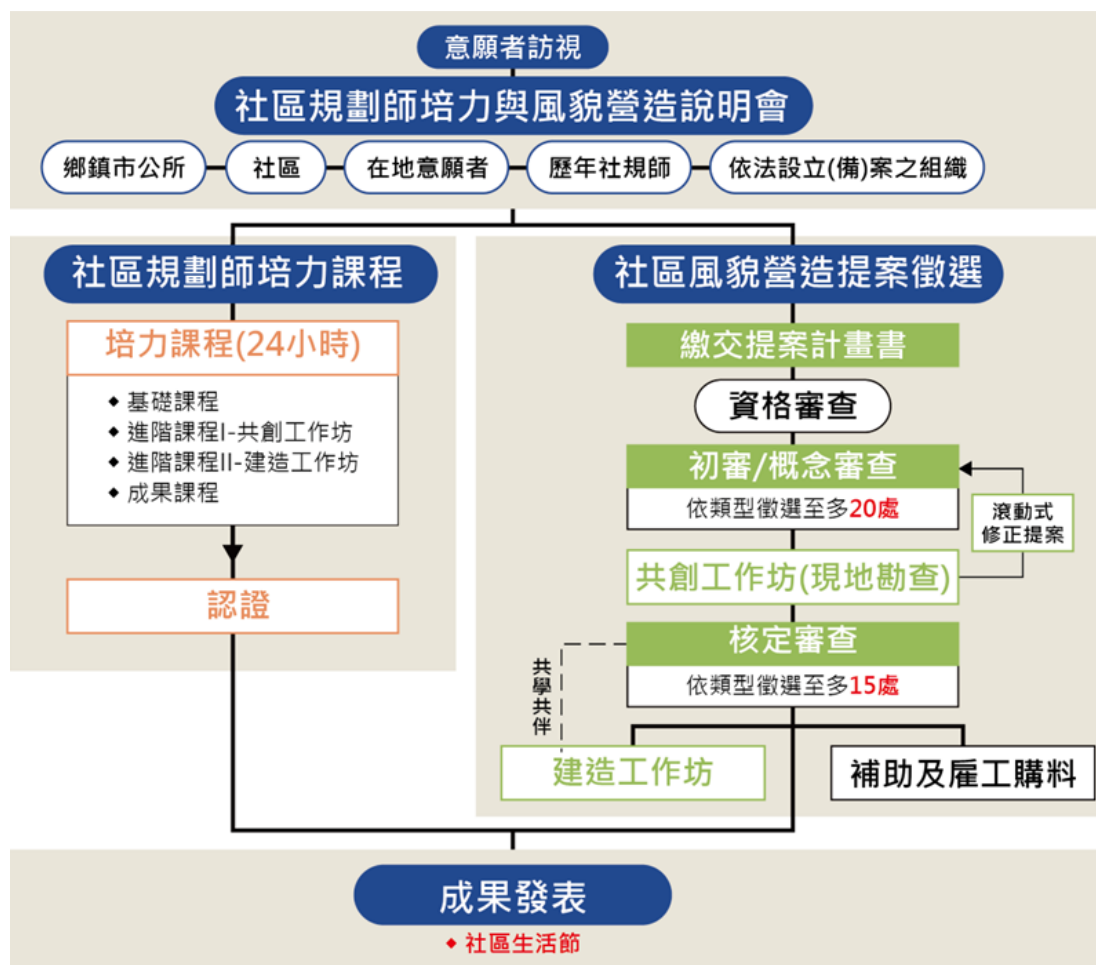 意願者訪視
社區規劃師培力與風貌營造說明會
鄉鎮市公所
社區
在地意願者
歷年社規師
依法設立(備)案之組織
社區規劃師培力課程
培力課程(24小時)
◆ 基礎課程
◆ 進階課程I-共創工作坊
◆ 進階課程II-建造工作坊
◆ 成果課程
認證
社區風貌營造提案徵選
繳交提案計畫書
資格審查
初審/概念審查
依類型徵選至多20處
滾動式
修正提案
共創工作坊(現地勘查)
核定審查
依類型徵選至多15處
共學共伴
建造工作坊
補助及雇工購料
成果發表
◆ 社區生活節